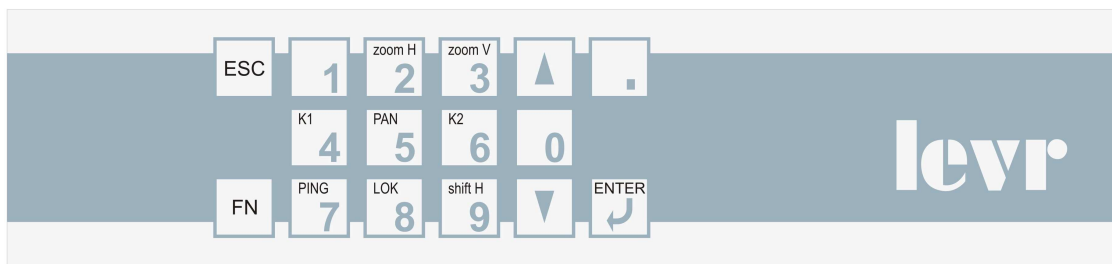 ESC 1 zoom H 2 zoom V 3 .
K1 4 PAN 5 K2 6 0
levr
FN PING 7 LOK 8 shift H 9 ENTER